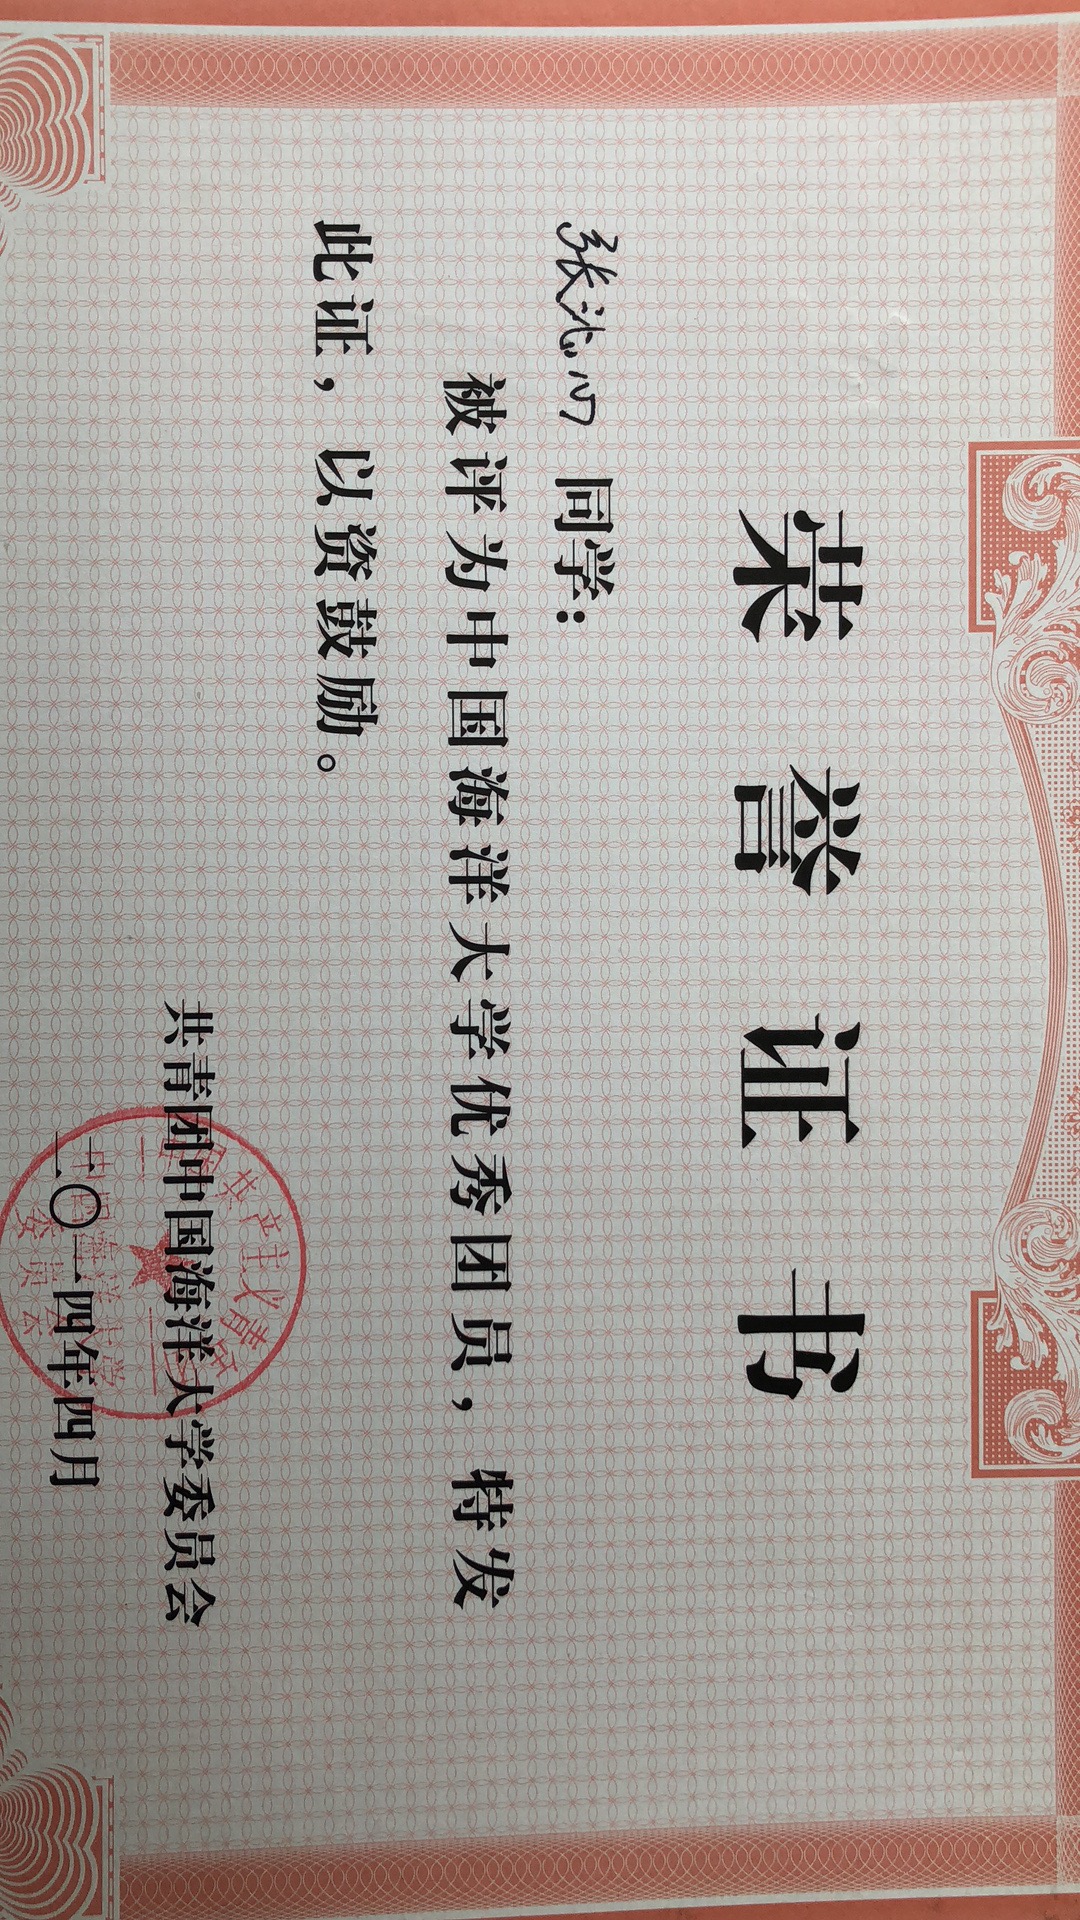 荣誉证书
张沁心 同学：
被评为中国海洋大学优秀团员，特发
此证，以资鼓励。
共青团中国海洋大学委员会
二〇一四年四月